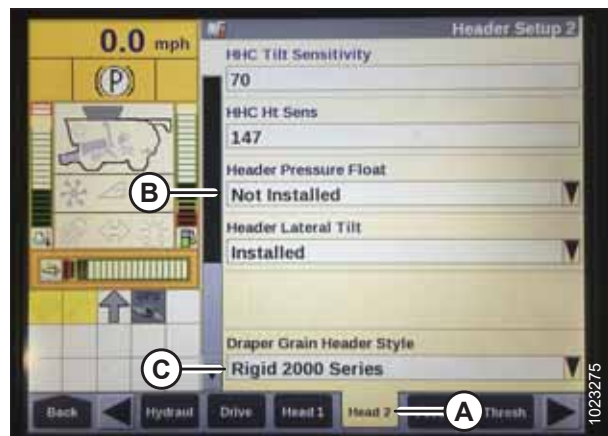 0.0 mph
Header Setup 2
(P)
HHC Tilt Sensitivity
70
HHC Ht Sens
147
Header Pressure Float
B
Not Installed
Header Lateral Tilt
Installed
Draper Grain Header Style
C
Rigid 2000 Series
Back
Hydraul
Drive
Head 1
Head 2
A
Thresh
1023275